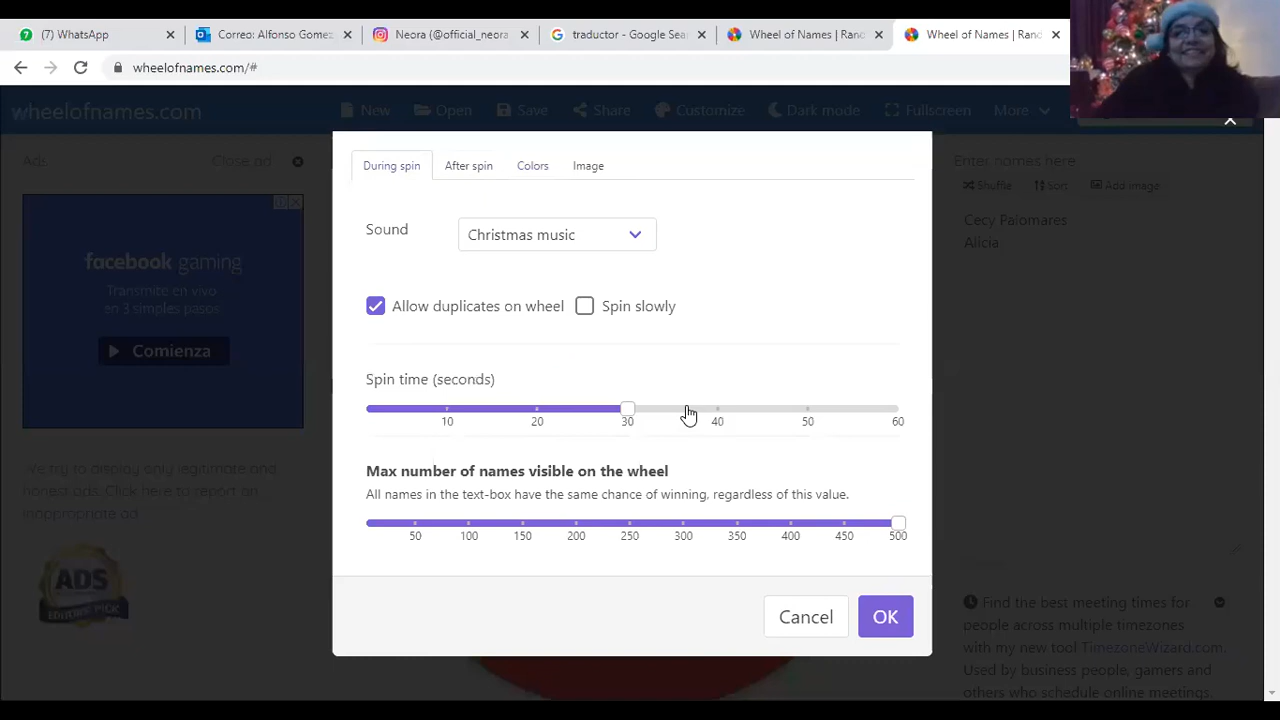 (7) WhatsApp
Correo: Alfonso Gomez
Neora (@official_neora
traductor - Google Sea
Wheel of Names | Rand
Wheel of Names | Rand
wheelofnames.com/#
wheelofnames.com
New
Open
Save
Share
Customize
Dark mode
Fullscreen
More
Ads
Close ad
facebook gaming
Transmite en vivo
en 3 simples pasos
Comienza
We try to display only legitimate and
honest ads. Click here to report an
inappropriate ad.
ADS
EDITORS' PICK
During spin
After spin
Colors
Image
Sound
Christmas music
Allow duplicates on wheel
Spin slowly
Spin time (seconds)
10 20 30 40 50 60
Max number of names visible on the wheel
All names in the text-box have the same chance of winning, regardless of this value.
50 100 150 200 250 300 350 400 450 500
Cancel
OK
Enter names here:
Shuffle
Sort
Add image
Cecy Palomares
Alicia
Find the best meeting times for
people across multiple timezones
with my new tool TimezoneWizard.com.
Used by business people, gamers and
others who schedule online meetings.